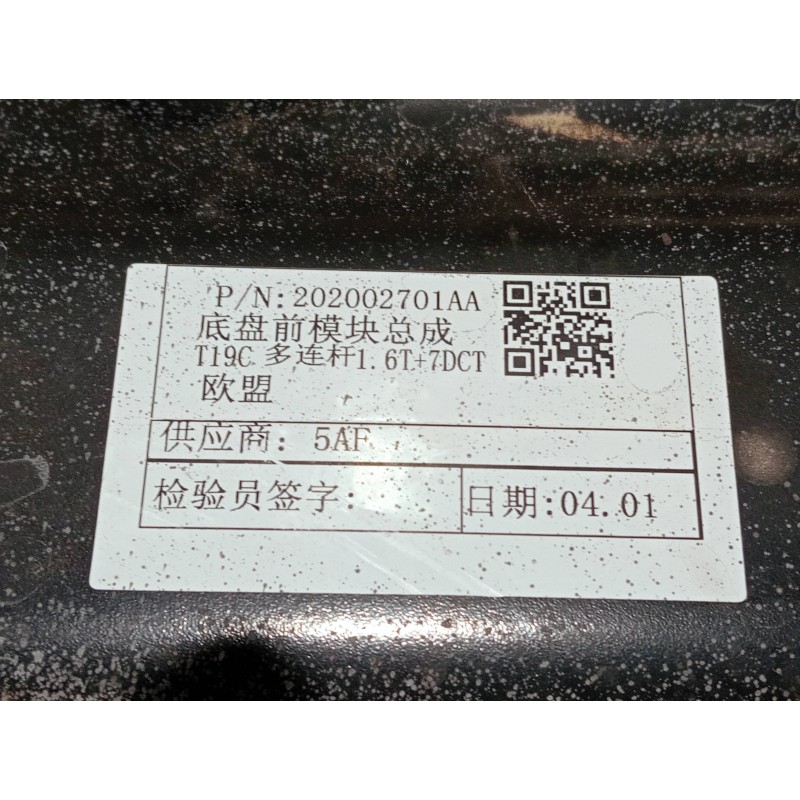 P/N:202002701AA
底盘前模块总成
T19C 多连杆1.6T+7DCT
欧盟
供应商: 5AF
检验员签字:
日期:04.01